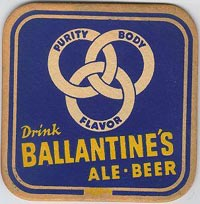 PURITY BODY
FLAVOR
Drink
BALLANTINE'S
ALE · BEER